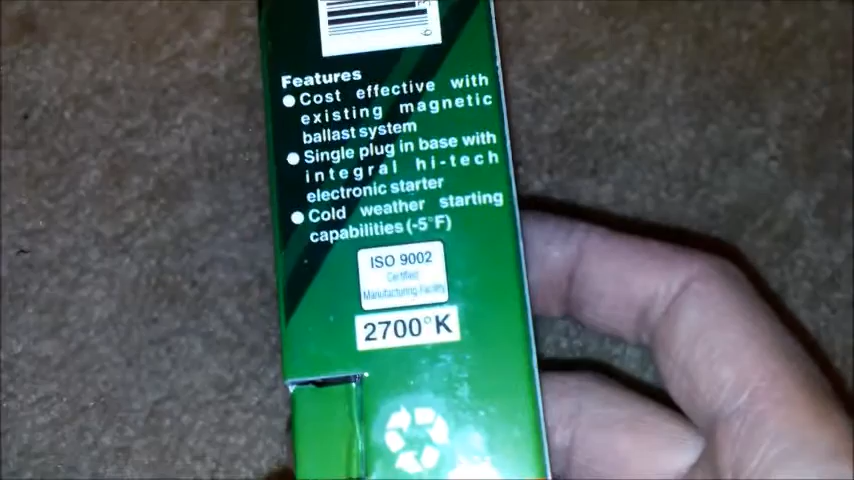 Features
Cost effective with
existing magnetic
ballast system
Single plug in base with
integral hi-tech
electronic starter
Cold weather starting
capabilities (-5°F)
ISO 9002
Certified
Manufacturing Facility
2700°K